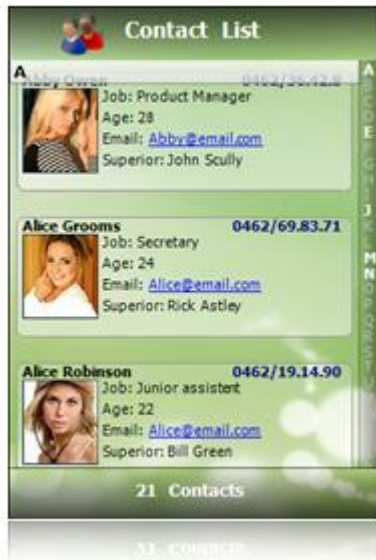 Contact List
A
Abby Owen 0462/36.42.8
Job: Product Manager
Age: 28
Email: Abby@email.com
Superior: John Scully
Alice Grooms 0462/69.83.71
Job: Secretary
Age: 24
Email: Alice@email.com
Superior: Rick Astley
Alice Robinson 0462/19.14.90
Job: Junior assistent
Age: 22
Email: Alice@email.com
Superior: Bill Green
A
B
C
D
E
F
G
H
I
J
K
L
M
N
O
P
Q
R
S
T
U
21 Contacts